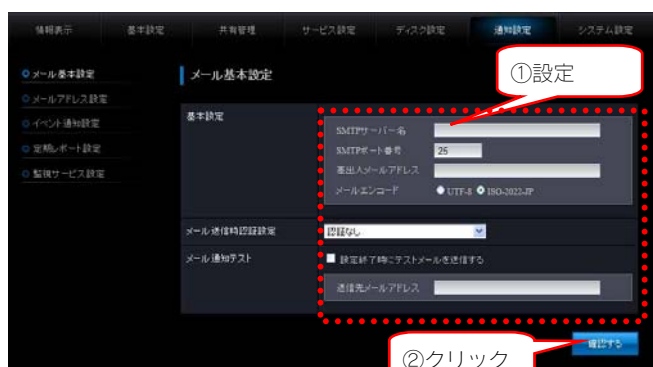 情報表示 基本設定 共有管理 サービス設定 ディスク設定 通知設定 システム設定
メール基本設定
メールアドレス設定
イベント通知設定
定期レポート設定
監視サービス設定
メール基本設定
①設定
基本設定
SMTPサーバー名
SMTPポート番号 25
差出人メールアドレス
メールエンコード UTF-8 ISO-2022-JP
メール送信時認証設定 認証なし
メール通知テスト 設定終了時にテストメールを送信する
送信先メールアドレス
確認する
②クリック